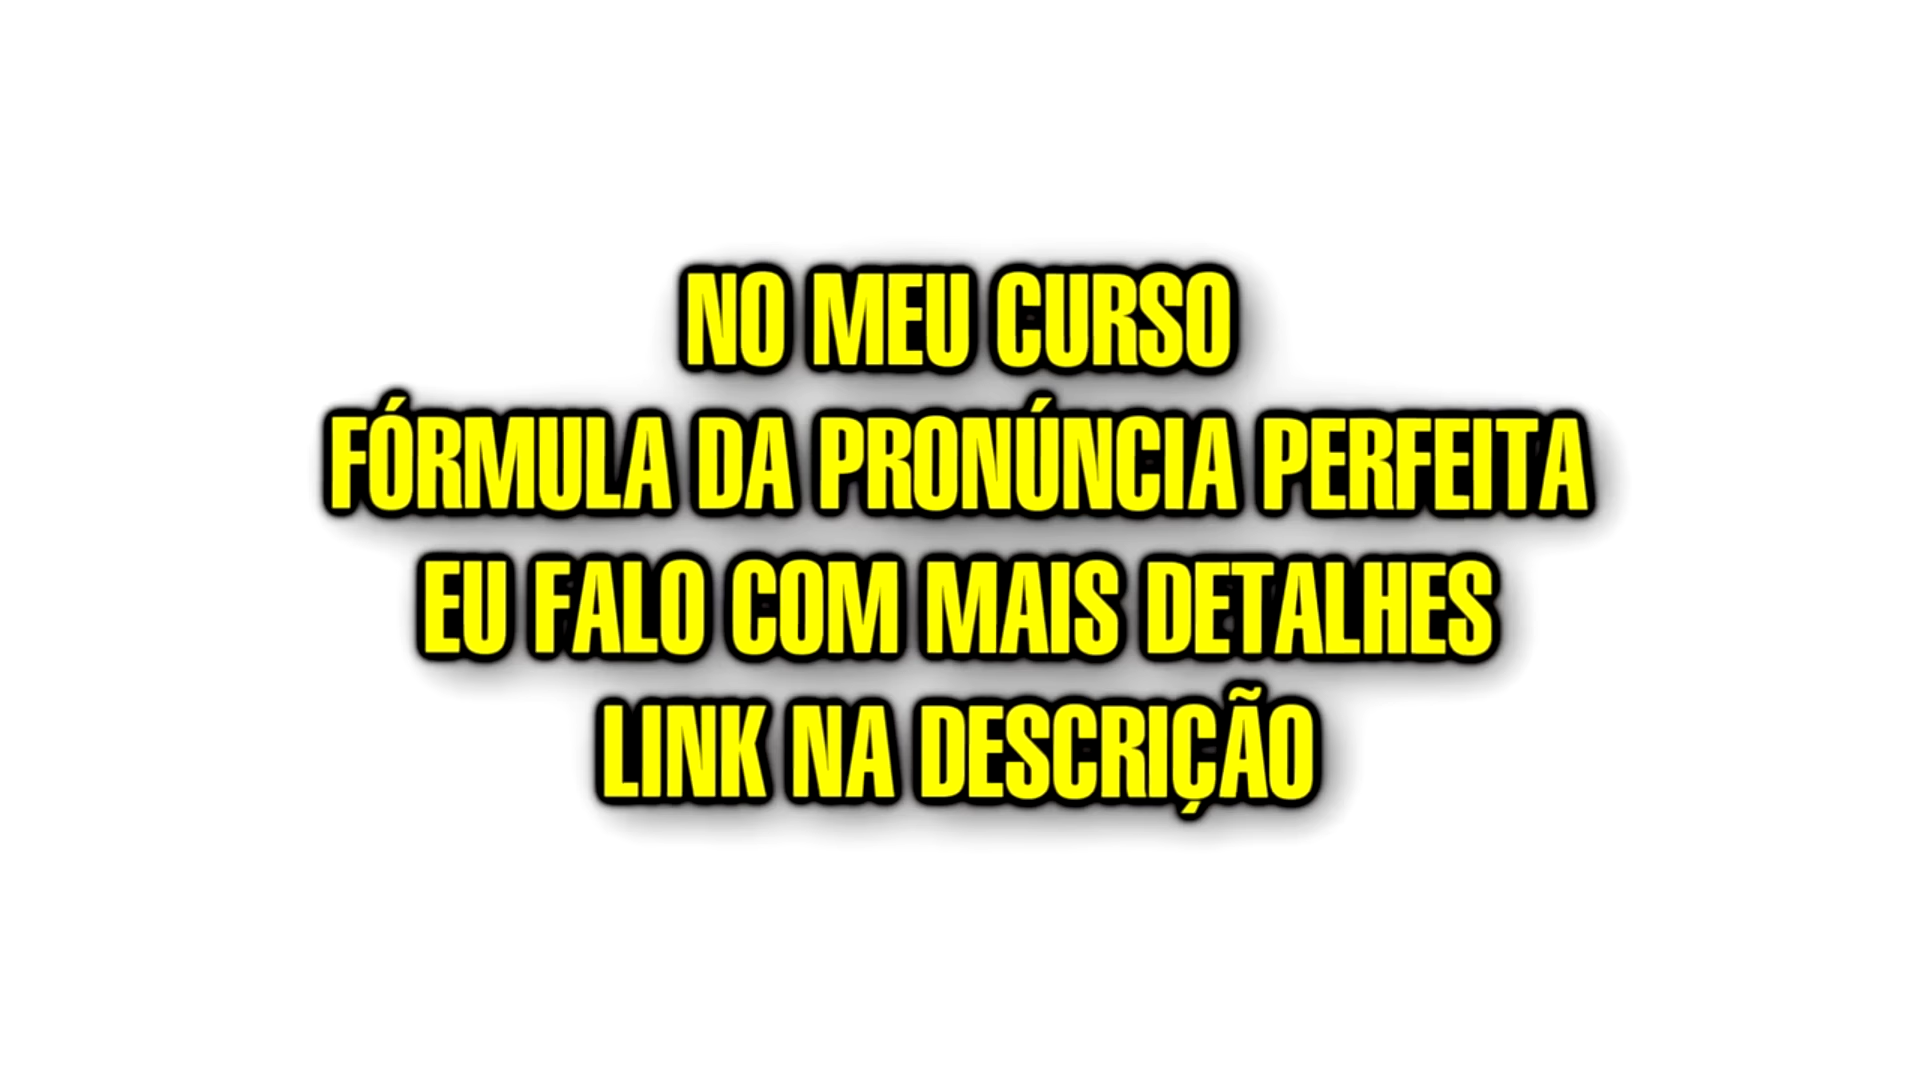 NO MEU CURSO
FÓRMULA DA PRONÚNCIA PERFEITA
EU FALO COM MAIS DETALHES
LINK NA DESCRIÇÃO